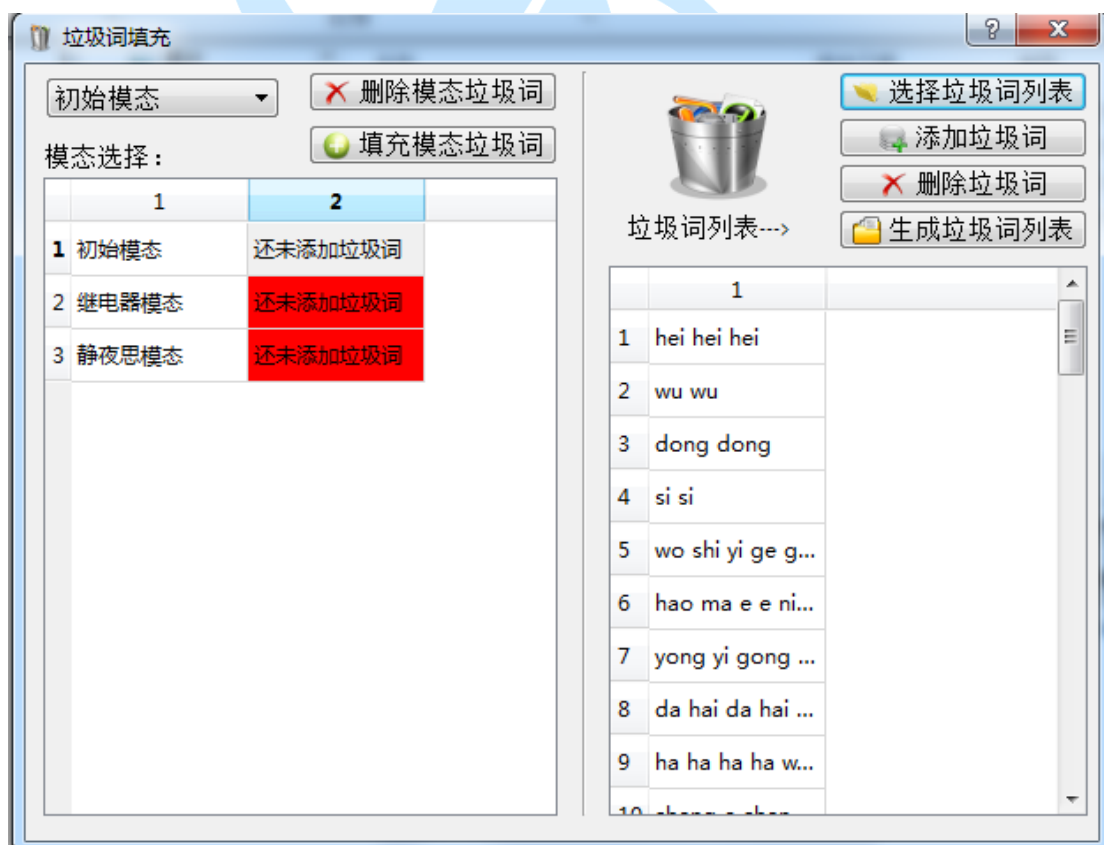 垃圾词填充
初始模态
删除模态垃圾词
模态选择：
填充模态垃圾词
1 2
1 初始模态 还未添加垃圾词
2 继电器模态 还未添加垃圾词
3 静夜思模态 还未添加垃圾词
选择垃圾词列表
添加垃圾词
删除垃圾词
垃圾词列表--->
生成垃圾词列表
1
1 hei hei hei
2 wu wu
3 dong dong
4 si si
5 wo shi yi ge g...
6 hao ma e e ni...
7 yong yi gong ...
8 da hai da hai ...
9 ha ha ha ha w...
10